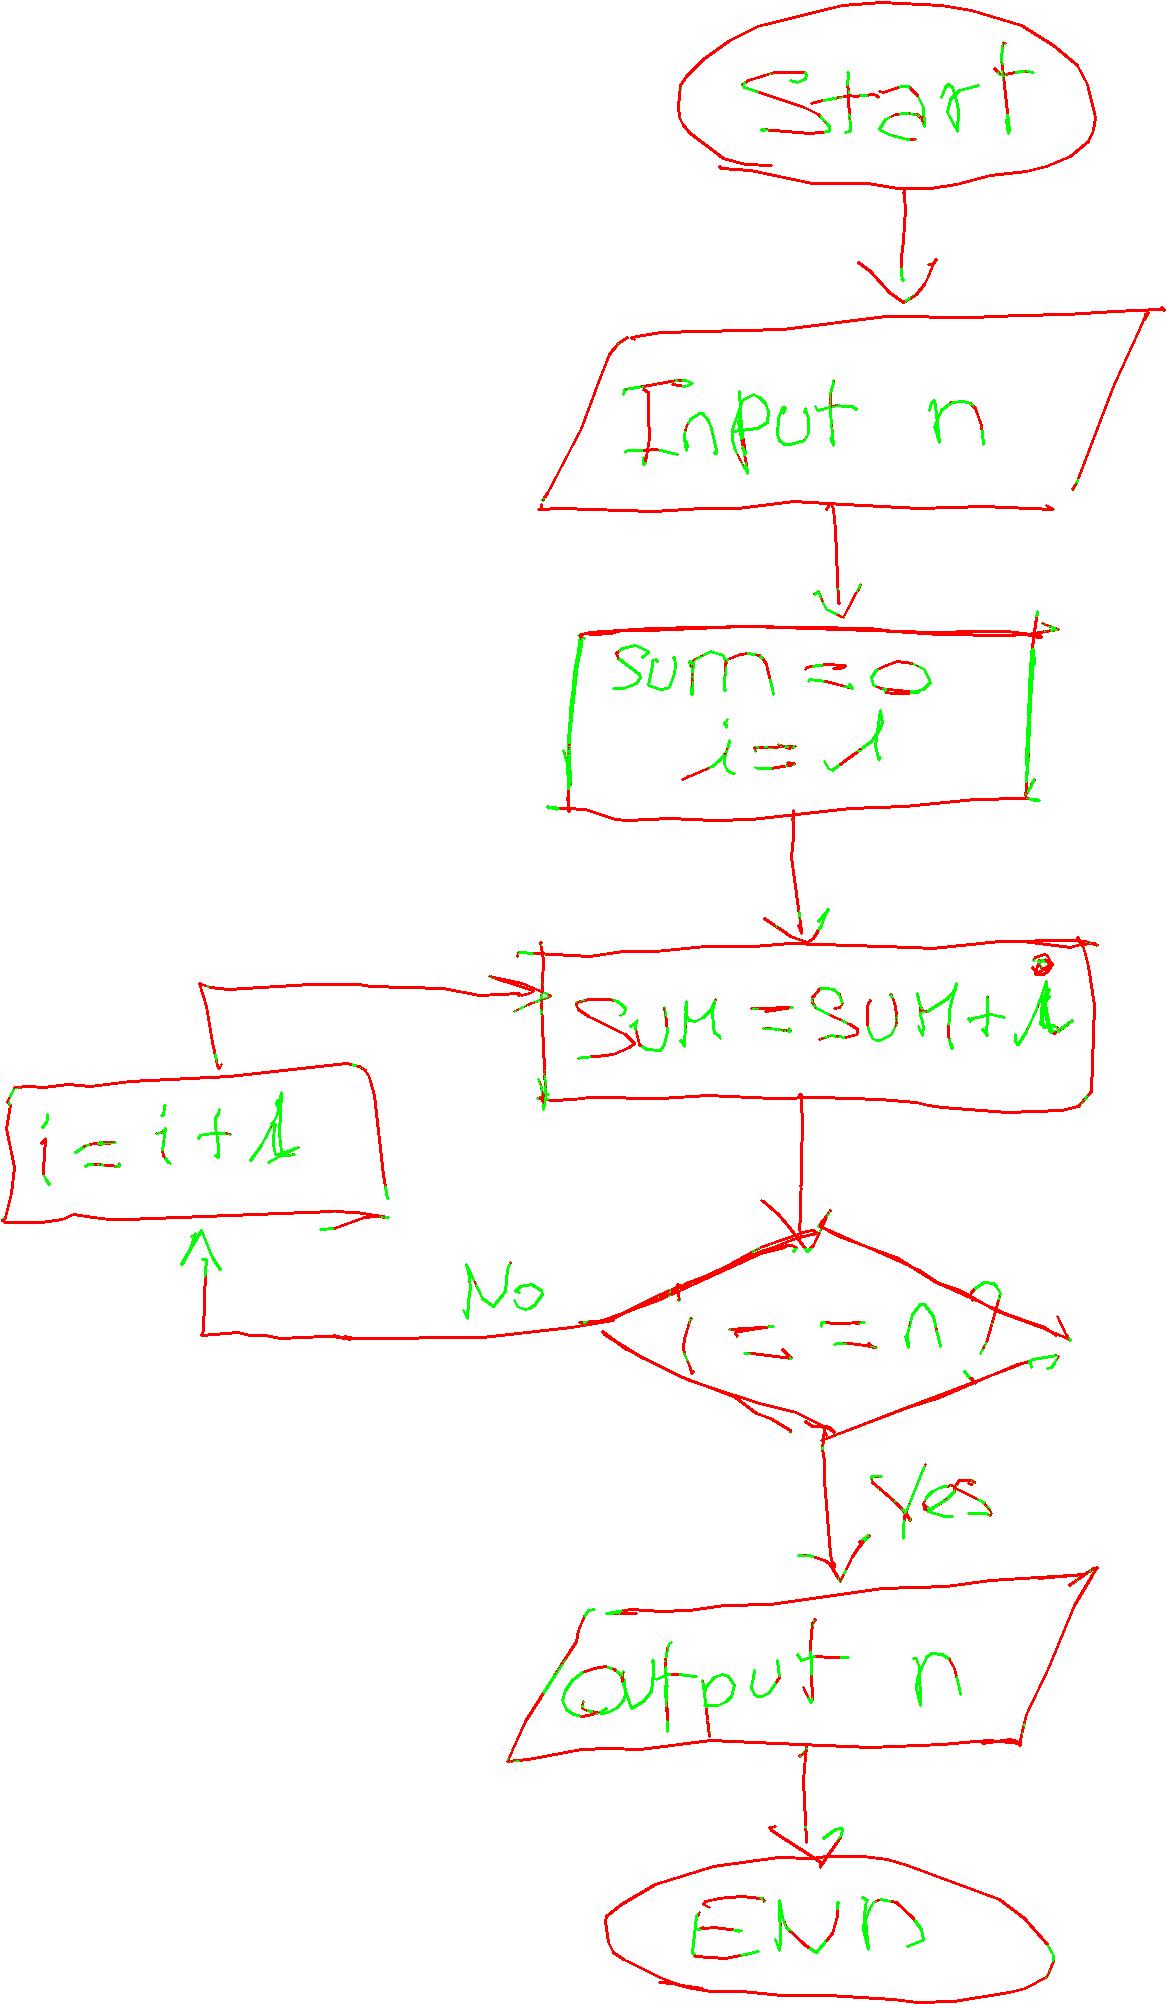 Start
Input n
sum = 0
i = 1
SUM = SUM + i
i = i + 1
No
i = = n?
Yes
Output n
END